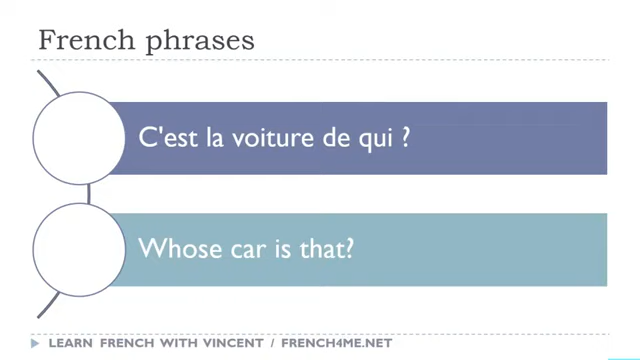 French phrases
C'est la voiture de qui ?
Whose car is that?
LEARN FRENCH WITH VINCENT / FRENCH4ME.NET